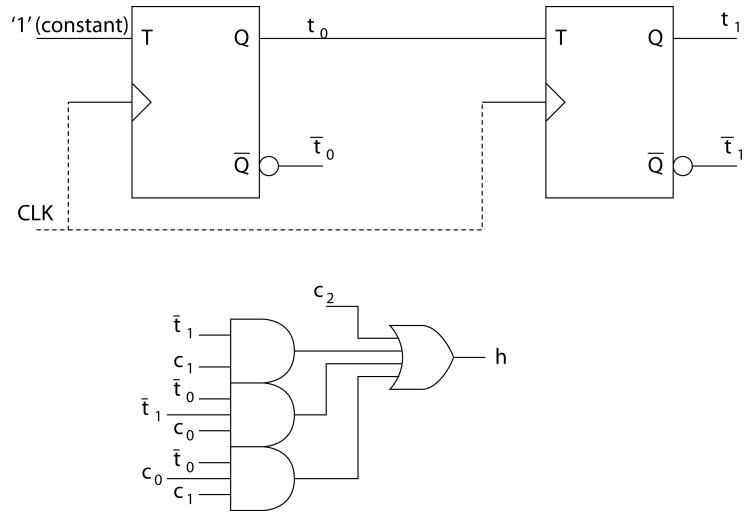 '1' (constant)
T
Q
t₀
T
Q
t₁
Q̅
t̅₀
Q̅
t̅₁
CLK
c₂
t̅₁
c₁
h
t̅₀
t̅₁
c₀
t̅₀
c₀
c₁